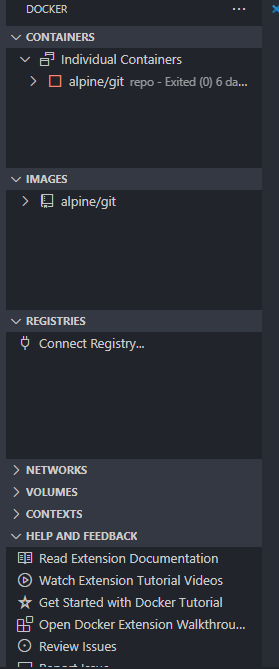 DOCKER
CONTAINERS
Individual Containers
alpine/git repo - Exited (0) 6 da...
IMAGES
alpine/git
REGISTRIES
Connect Registry...
NETWORKS
VOLUMES
CONTEXTS
HELP AND FEEDBACK
Read Extension Documentation
Watch Extension Tutorial Videos
Get Started with Docker Tutorial
Open Docker Extension Walkthrou...
Review Issues
Report Issue